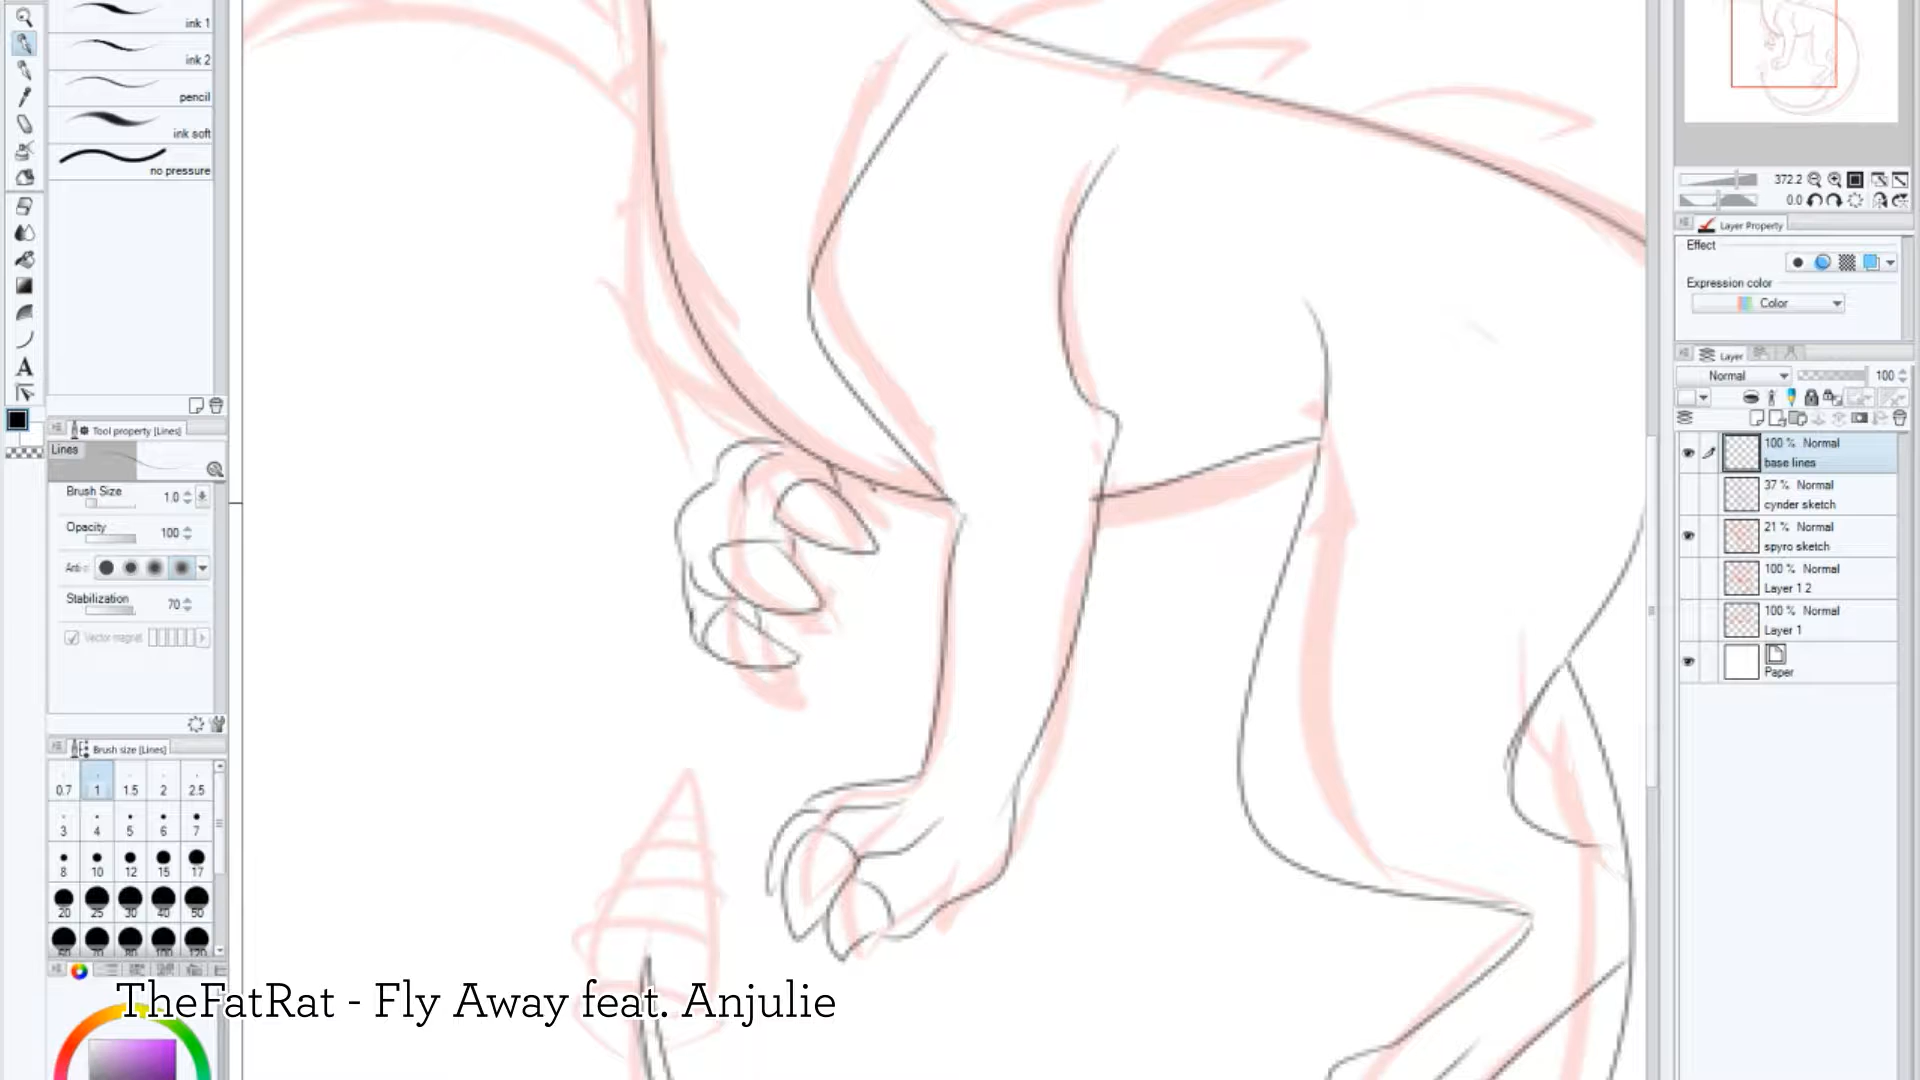 ink 1
ink 2
pencil
ink soft
no pressure
Tool property [Lines]
Lines
Brush Size 1.0
Opacity 100
Stabilization 70
Vector magnet
Brush size [Lines]
0.7 1 1.5 2 2.5
3 4 5 6 7
8 10 12 15 17
20 25 30 40 50
TheFatRat - Fly Away feat. Anjulie
372.2
0.0
Layer Property
Effect
Expression color
Color
Layer
Normal 100
100 % Normal
base lines
37 % Normal
cynder sketch
21 % Normal
spyro sketch
100 % Normal
Layer 1 2
100 % Normal
Layer 1
Paper